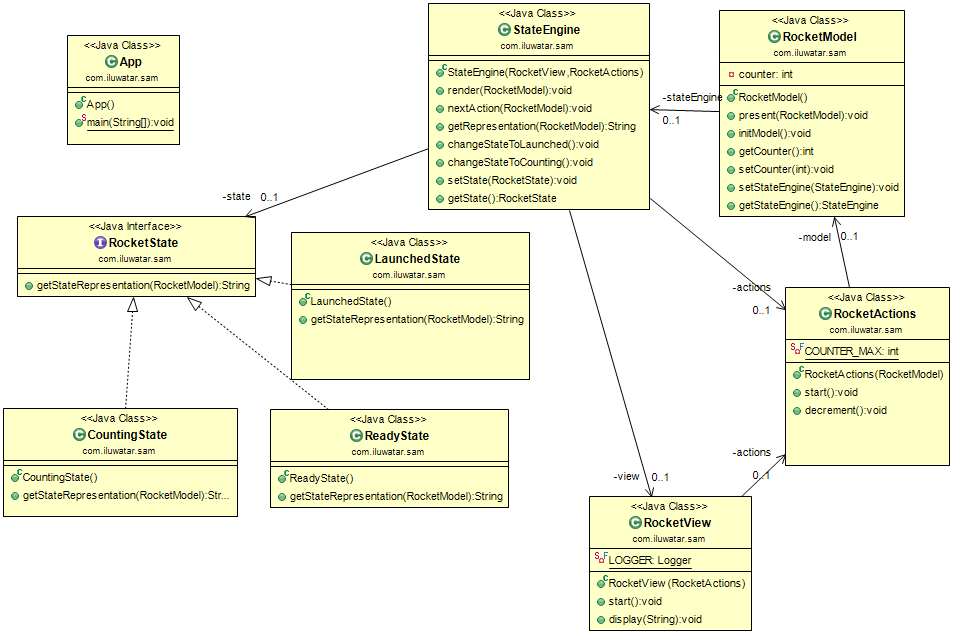 <<Java Class>>
App
com.iluwatar.sam
App()
main(String[]):void
<<Java Class>>
StateEngine
com.iluwatar.sam
StateEngine(RocketView,RocketActions)
render(RocketModel):void
nextAction(RocketModel):void
getRepresentation(RocketModel):String
changeStateToLaunched():void
changeStateToCounting():void
setState(RocketState):void
getState():RocketState
<<Java Class>>
RocketModel
com.iluwatar.sam
counter: int
RocketModel()
present(RocketModel):void
initModel():void
getCounter():int
setCounter(int):void
setStateEngine(StateEngine):void
getStateEngine():StateEngine
-stateEngine
0..1
-state 0..1
-model 0..1
<<Java Interface>>
RocketState
com.iluwatar.sam
getStateRepresentation(RocketModel):String
<<Java Class>>
LaunchedState
com.iluwatar.sam
LaunchedState()
getStateRepresentation(RocketModel):String
-actions
0..1
<<Java Class>>
RocketActions
com.iluwatar.sam
COUNTER_MAX: int
RocketActions(RocketModel)
start():void
decrement():void
<<Java Class>>
CountingState
com.iluwatar.sam
CountingState()
getStateRepresentation(RocketModel):Str...
<<Java Class>>
ReadyState
com.iluwatar.sam
ReadyState()
getStateRepresentation(RocketModel):String
-actions
0..1
-view 0..1
<<Java Class>>
RocketView
com.iluwatar.sam
LOGGER: Logger
RocketView(RocketActions)
start():void
display(String):void